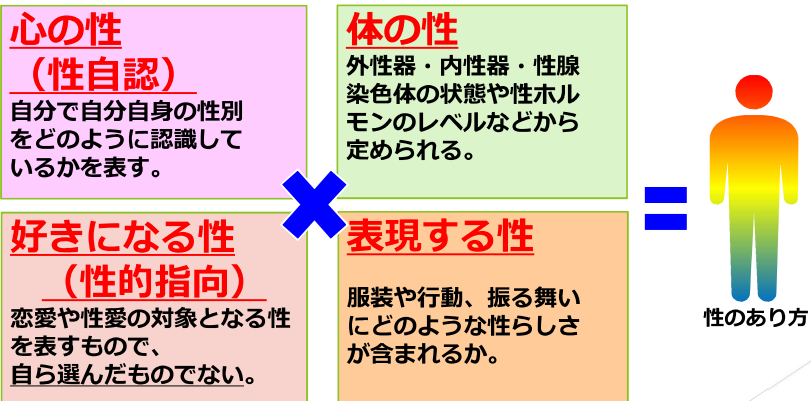 心の性
（性自認）
自分で自分自身の性別
をどのように認識して
いるかを表す。
体の性
外性器・内性器・性腺
染色体の状態や性ホル
モンのレベルなどから
定められる。
好きになる性
（性的指向）
恋愛や性愛の対象となる性
を表すもので、
自ら選んだものでない。
表現する性
服装や行動、振る舞い
にどのような性らしさ
が含まれるか。
性のあり方